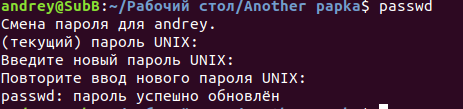 andrey@SubB:~/Рабочий стол/Another papka$ passwd
Смена пароля для andrey.
(текущий) пароль UNIX:
Введите новый пароль UNIX:
Повторите ввод нового пароля UNIX:
passwd: пароль успешно обновлён